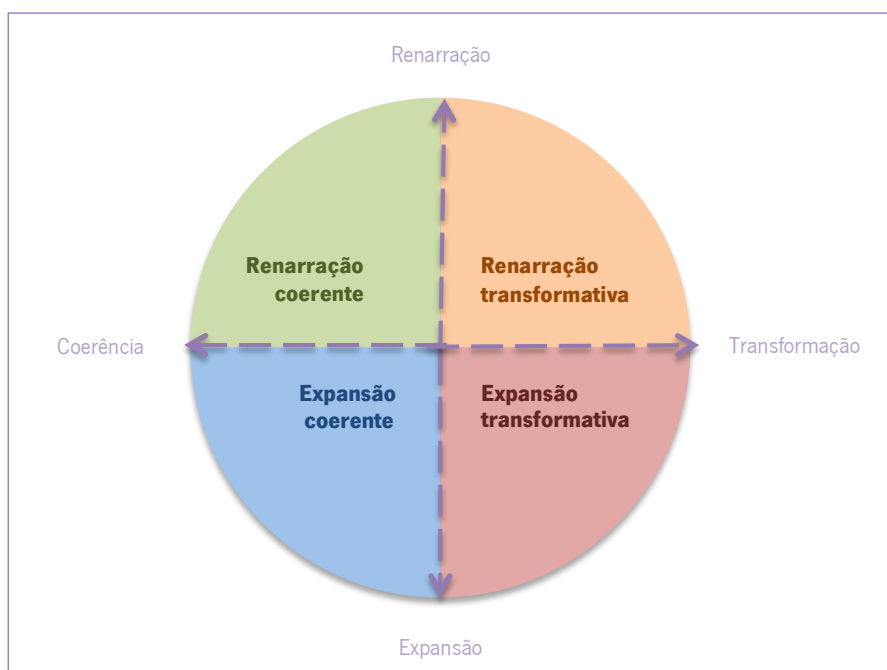 Renarração
Renarração
coerente
Renarração
transformativa
Coerência
Transformação
Expansão
coerente
Expansão
transformativa
Expansão